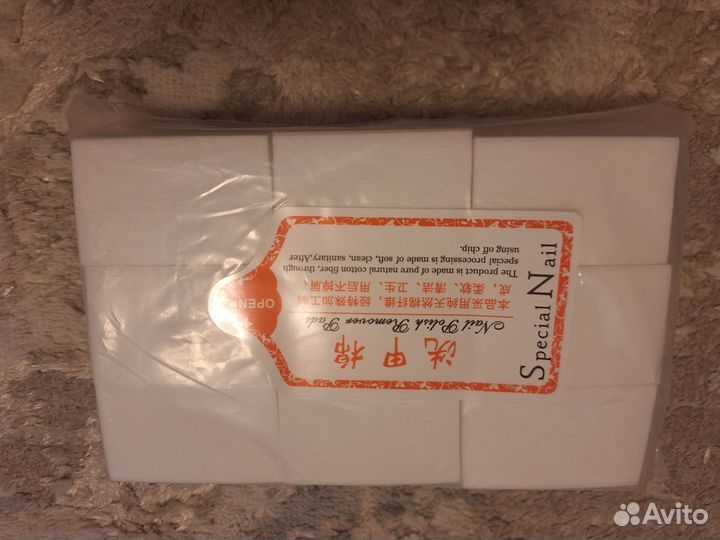 Special Nail
洗甲棉
Nail Polish Remover Pads
本品采用纯天然棉纤维，经特殊加工制
成，柔软、清洁、卫生，用后不掉屑。
The product is made of pure natural cotton fiber, through
special processing is made of soft, clean, sanitary,After
using off chip.
OPEN
Avito